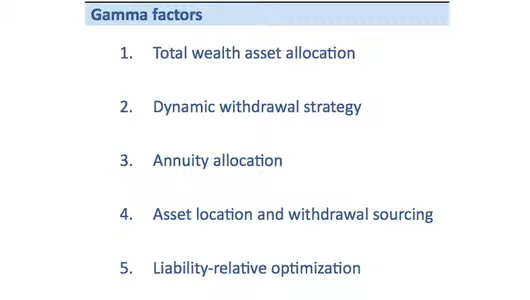 Gamma factors
1. Total wealth asset allocation
2. Dynamic withdrawal strategy
3. Annuity allocation
4. Asset location and withdrawal sourcing
5. Liability-relative optimization